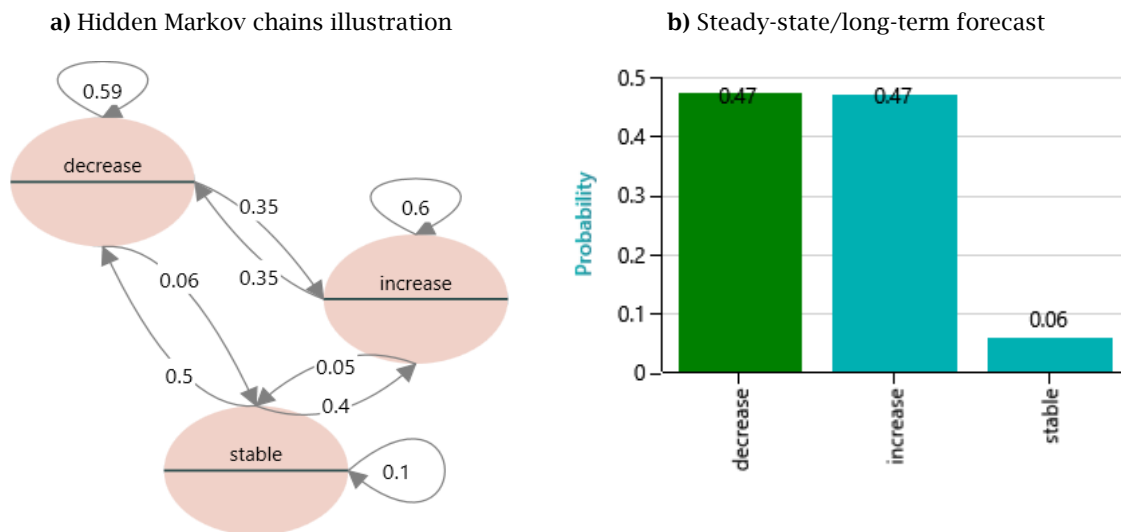 a) Hidden Markov chains illustration
0.59
decrease
0.35
0.6
0.35
increase
0.06
0.05
0.5
0.4
stable
0.1
b) Steady-state/long-term forecast
Probability
0.5
0.4
0.3
0.2
0.1
0
0.47
0.47
0.06
decrease
increase
stable